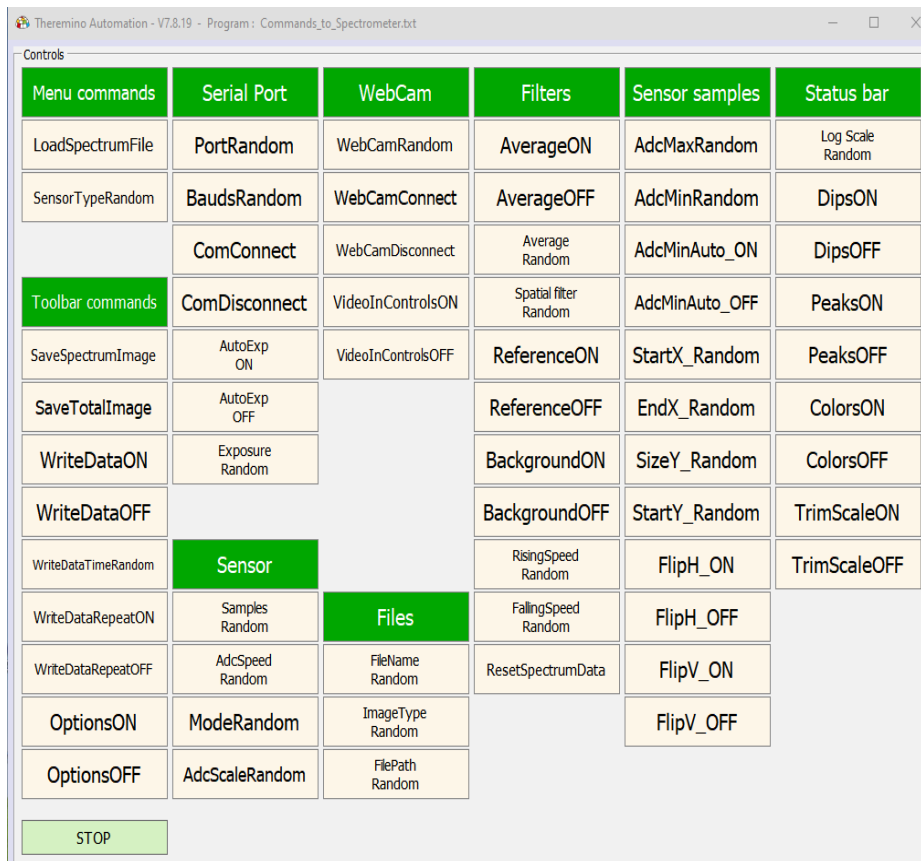 Theremino Automation - V7.8.19 - Program : Commands_to_Spectrometer.txt
Controls
Menu commands
LoadSpectrumFile
SensorTypeRandom
Toolbar commands
SaveSpectrumImage
SaveTotalImage
WriteDataON
WriteDataOFF
WriteDataTimeRandom
WriteDataRepeatON
WriteDataRepeatOFF
OptionsON
OptionsOFF
STOP
Serial Port
PortRandom
BaudsRandom
ComConnect
ComDisconnect
AutoExp
ON
AutoExp
OFF
Exposure
Random
Sensor
Samples
Random
AdcSpeed
Random
ModeRandom
AdcScaleRandom
WebCam
WebCamRandom
WebCamConnect
WebCamDisconnect
VideoInControlsON
VideoInControlsOFF
Files
FileName
Random
ImageType
Random
FilePath
Random
Filters
AverageON
AverageOFF
Average
Random
Spatial filter
Random
ReferenceON
ReferenceOFF
BackgroundON
BackgroundOFF
RisingSpeed
Random
FallingSpeed
Random
ResetSpectrumData
Sensor samples
AdcMaxRandom
AdcMinRandom
AdcMinAuto_ON
AdcMinAuto_OFF
StartX_Random
EndX_Random
SizeY_Random
StartY_Random
FlipH_ON
FlipH_OFF
FlipV_ON
FlipV_OFF
Status bar
Log Scale
Random
DipsON
DipsOFF
PeaksON
PeaksOFF
ColorsON
ColorsOFF
TrimScaleON
TrimScaleOFF